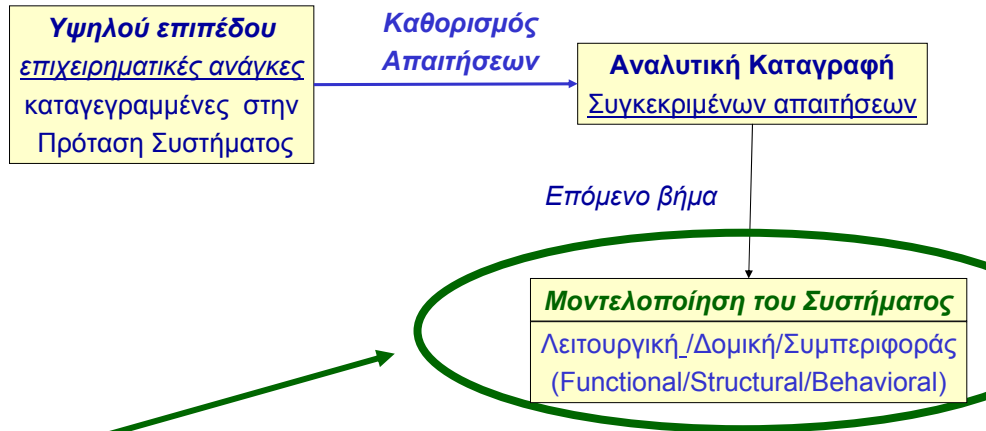 Υψηλού επιπέδου
επιχειρηματικές ανάγκες
καταγεγραμμένες στην
Πρόταση Συστήματος
Καθορισμός
Απαιτήσεων
Αναλυτική Καταγραφή
Συγκεκριμένων απαιτήσεων
Επόμενο βήμα
Μοντελοποίηση του Συστήματος
Λειτουργική /Δομική/Συμπεριφοράς
(Functional/Structural/Behavioral)